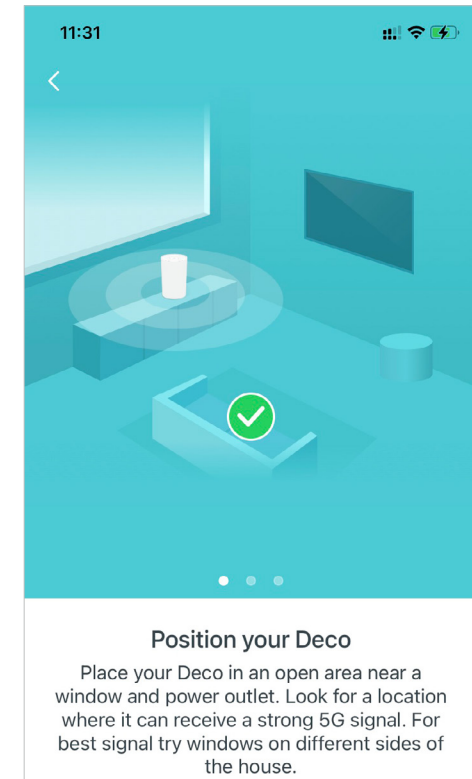 11:31
Position your Deco
Place your Deco in an open area near a
window and power outlet. Look for a location
where it can receive a strong 5G signal. For
best signal try windows on different sides of
the house.